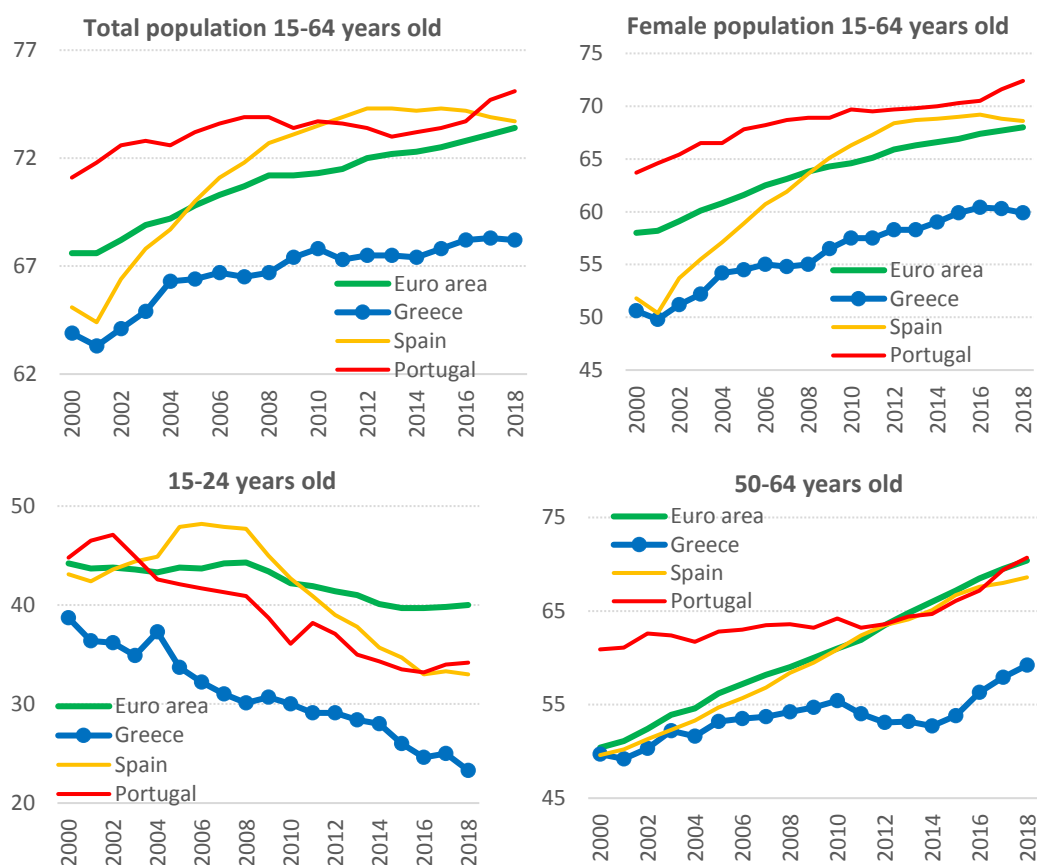 Total population 15-64 years old
77
72
67
62
Euro area
Greece
Spain
Portugal
2000
2002
2004
2006
2008
2010
2012
2014
2016
2018
Female population 15-64 years old
75
70
65
60
55
50
45
Euro area
Greece
Spain
Portugal
2000
2002
2004
2006
2008
2010
2012
2014
2016
2018
15-24 years old
50
40
30
20
Euro area
Greece
Spain
Portugal
2000
2002
2004
2006
2008
2010
2012
2014
2016
2018
50-64 years old
75
65
55
45
Euro area
Greece
Spain
Portugal
2000
2002
2004
2006
2008
2010
2012
2014
2016
2018